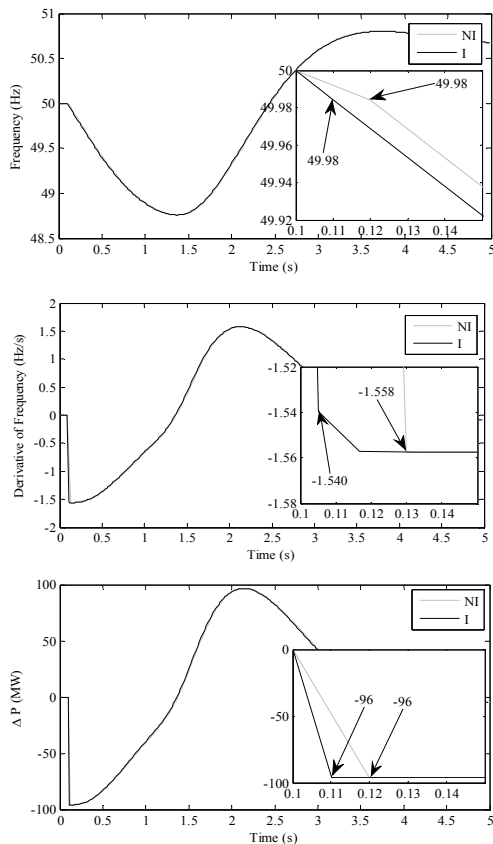 51
50.5
50
49.5
49
48.5
Frequency (Hz)
0 0.5 1 1.5 2 2.5 3 3.5 4 4.5 5
Time (s)
NI
I
50
49.98
49.96
49.94
49.92
0.1 0.11 0.12 0.13 0.14
49.98
49.98
2
1.5
1
0.5
0
-0.5
-1
-1.5
-2
Derivative of Frequency (Hz/s)
0 0.5 1 1.5 2 2.5 3 3.5 4 4.5 5
Time (s)
NI
I
-1.52
-1.54
-1.56
-1.58
0.1 0.11 0.12 0.13 0.14
-1.558
-1.540
100
50
0
-50
-100
Δ P (MW)
0 0.5 1 1.5 2 2.5 3 3.5 4 4.5 5
Time (s)
NI
I
0
-50
-100
0.1 0.11 0.12 0.13 0.14
-96
-96